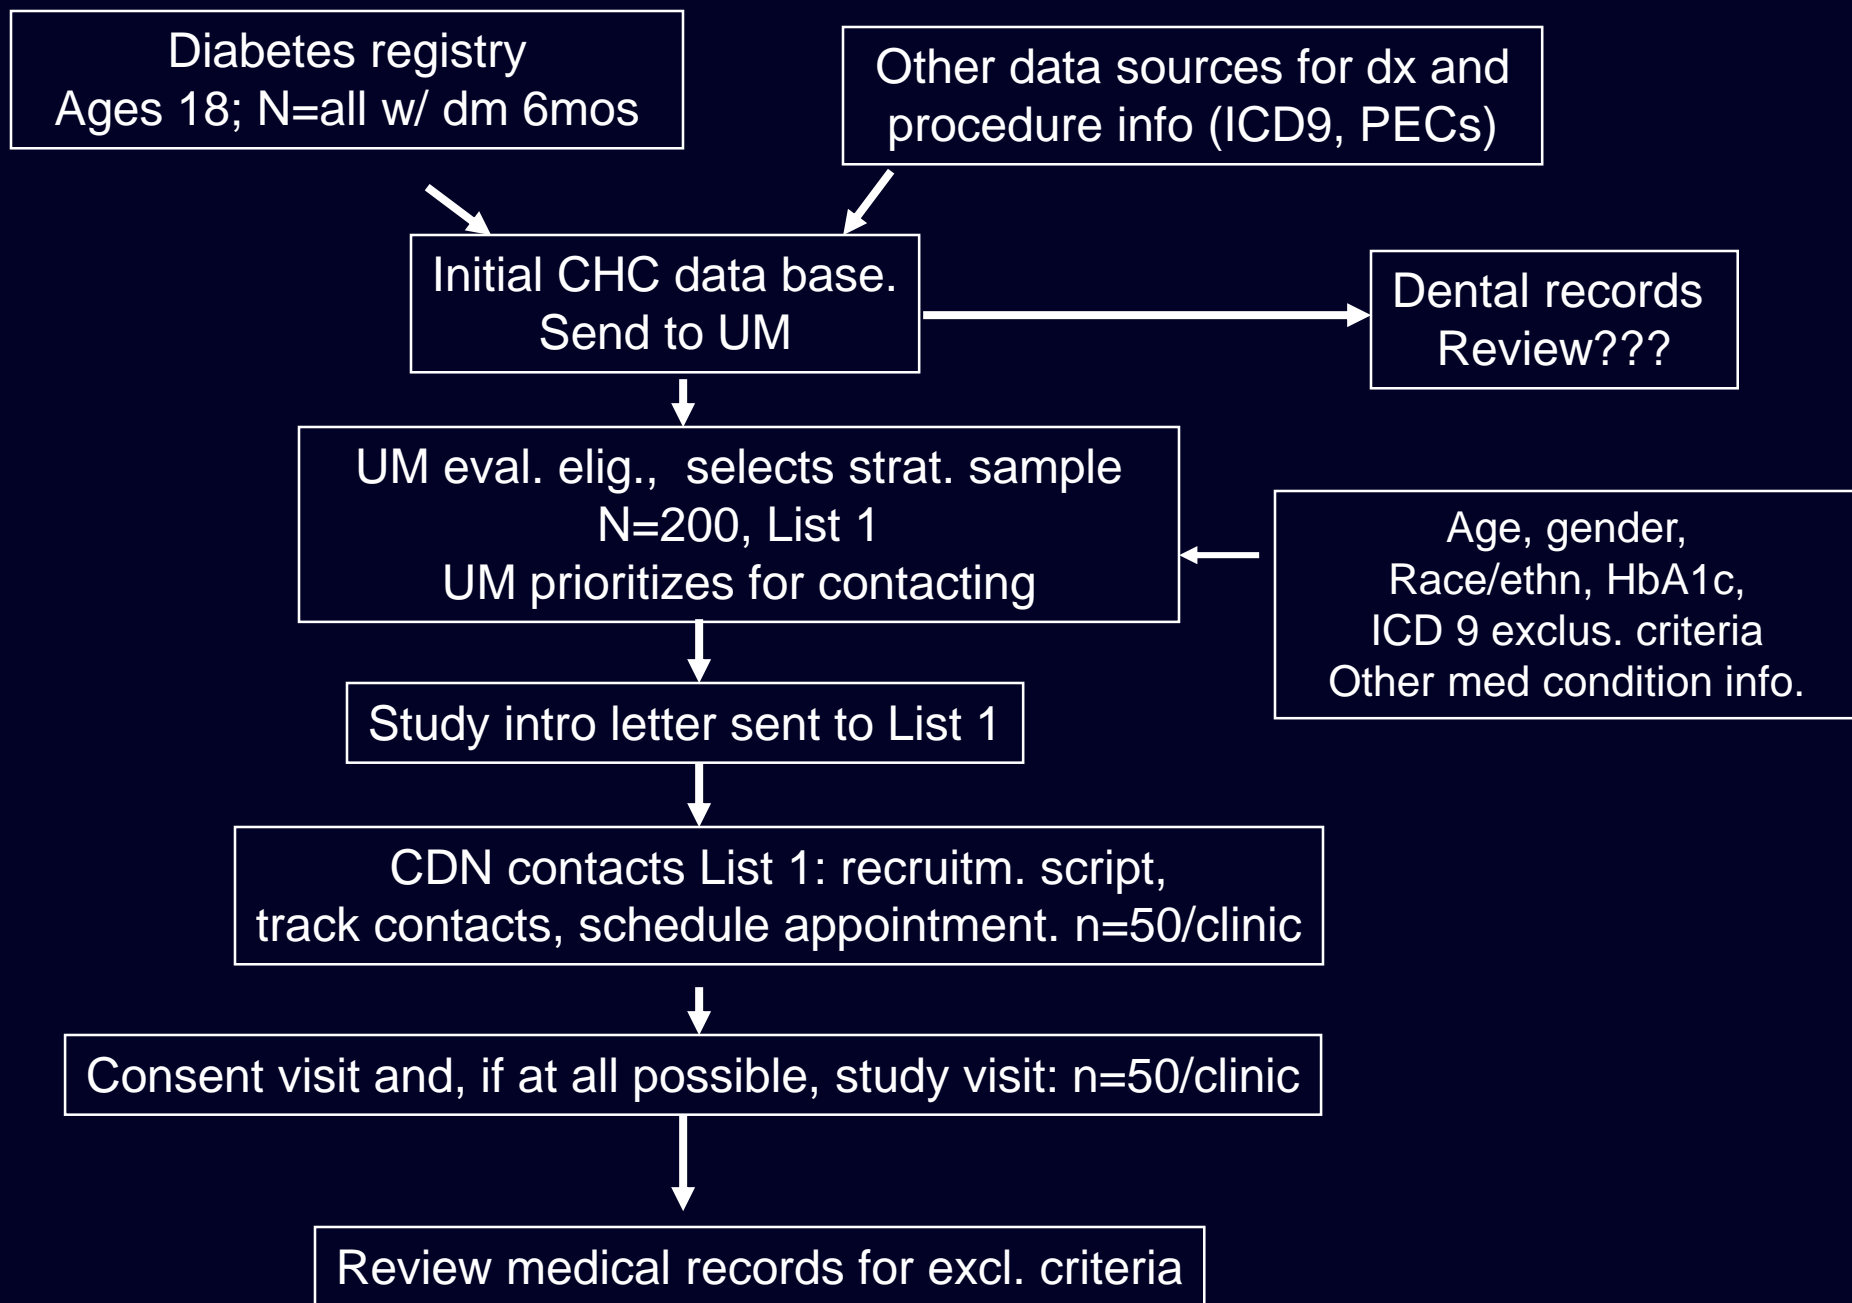 Diabetes registry
Ages 18; N=all w/ dm 6mos
Other data sources for dx and
procedure info (ICD9, PECs)
Initial CHC data base.
Send to UM
Dental records
Review???
UM eval. elig., selects strat. sample
N=200, List 1
UM prioritizes for contacting
Age, gender,
Race/ethn, HbA1c,
ICD 9 exclus. criteria
Other med condition info.
Study intro letter sent to List 1
CDN contacts List 1: recruitm. script,
track contacts, schedule appointment. n=50/clinic
Consent visit and, if at all possible, study visit: n=50/clinic
Review medical records for excl. criteria